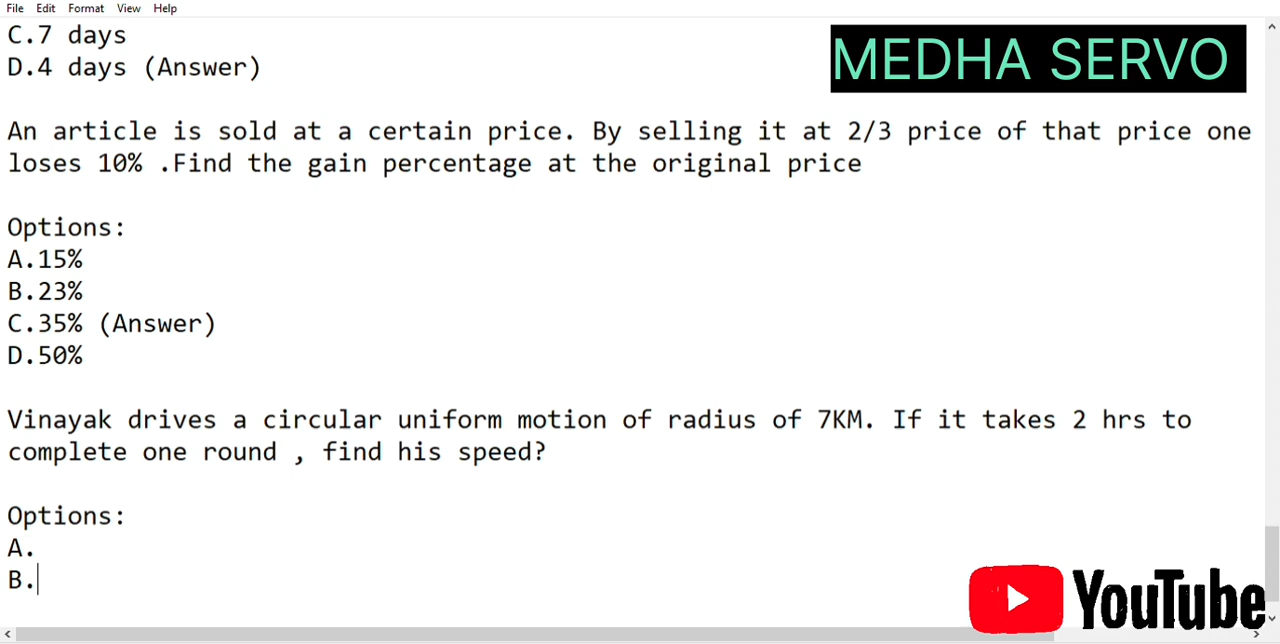 File Edit Format View Help
C.7 days
D.4 days (Answer)
MEDHA SERVO
An article is sold at a certain price. By selling it at 2/3 price of that price one
loses 10% .Find the gain percentage at the original price
Options:
A.15%
B.23%
C.35% (Answer)
D.50%
Vinayak drives a circular uniform motion of radius of 7KM. If it takes 2 hrs to
complete one round , find his speed?
Options:
A.
B.
YouTube